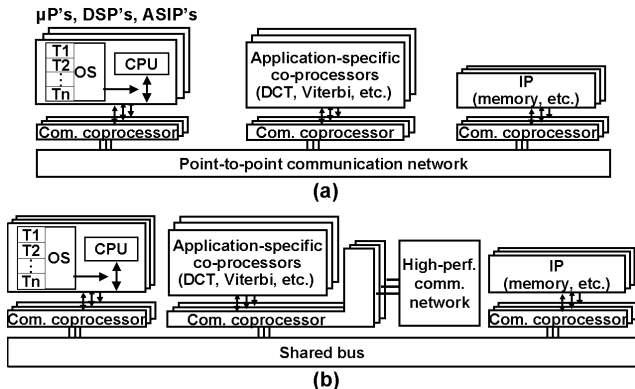 µP's, DSP's, ASIP's
T1
T2
⋮
Tn
OS
CPU
Application-specific
co-processors
(DCT, Viterbi, etc.)
IP
(memory, etc.)
Com. coprocessor
Com. coprocessor
Com. coprocessor
Point-to-point communication network
(a)
T1
T2
⋮
Tn
OS
CPU
Application-specific
co-processors
(DCT, Viterbi, etc.)
High-perf.
comm.
network
IP
(memory, etc.)
Com. coprocessor
Com. coprocessor
Com. coprocessor
Shared bus
(b)